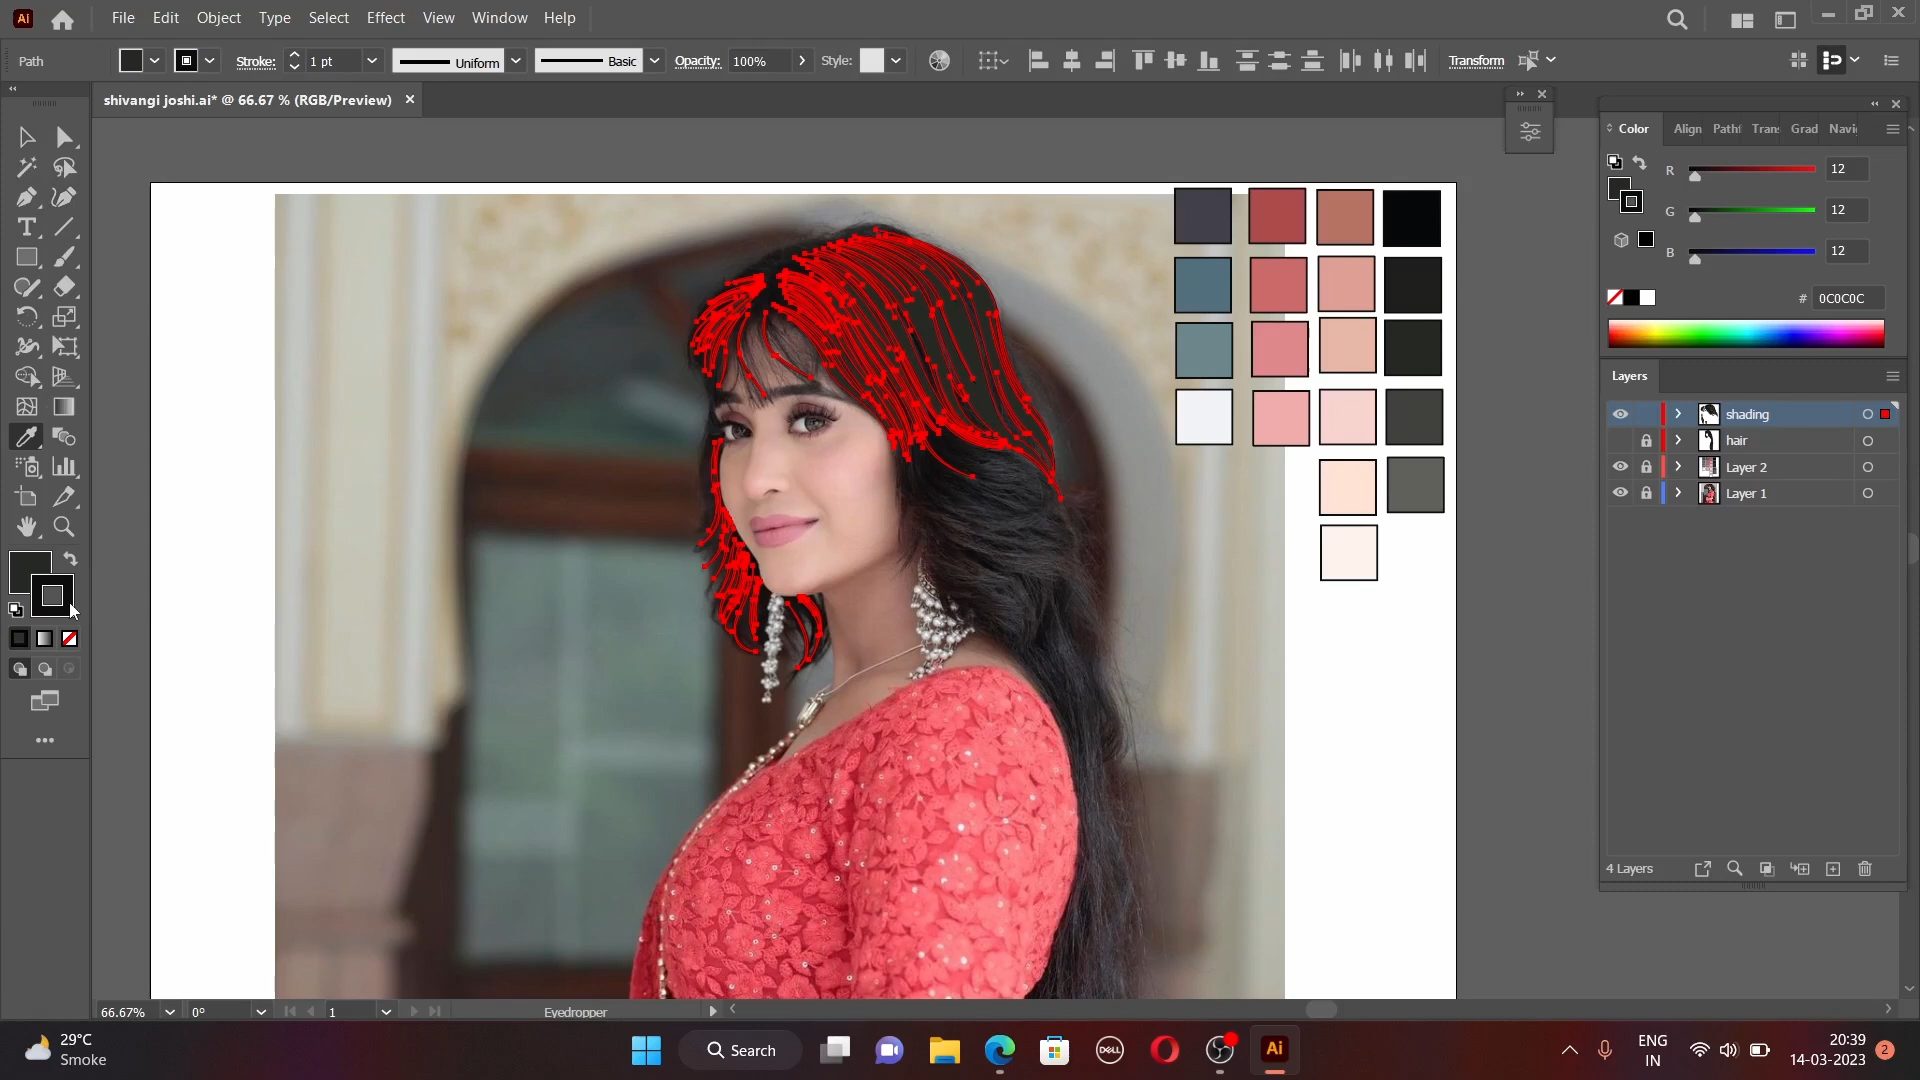 Ai File Edit Object Type Select Effect View Window Help
Path Stroke: 1 pt Uniform Basic Opacity: 100% Style: Transform
shivangi joshi.ai* @ 66.67 % (RGB/Preview)
Color Align Pathf Trans Grad Navi
R 12
G 12
B 12
# 0C0C0C
Layers
shading
hair
Layer 2
Layer 1
4 Layers
66.67% 0° 1 Eyedropper
29°C
Smoke
Search
DELL
Ai
ENG
IN
20:39
14-03-2023
2